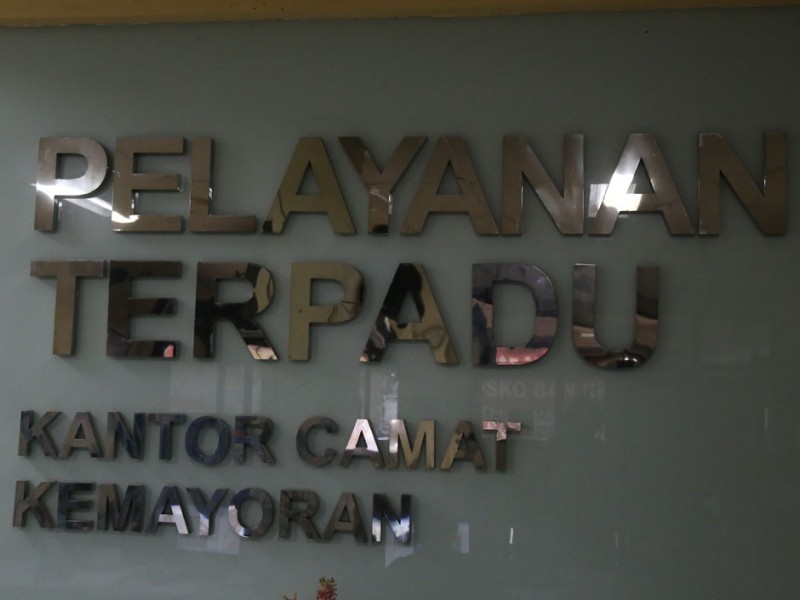 PELAYANAN
TERPADU
KANTOR CAMAT
KEMAYORAN